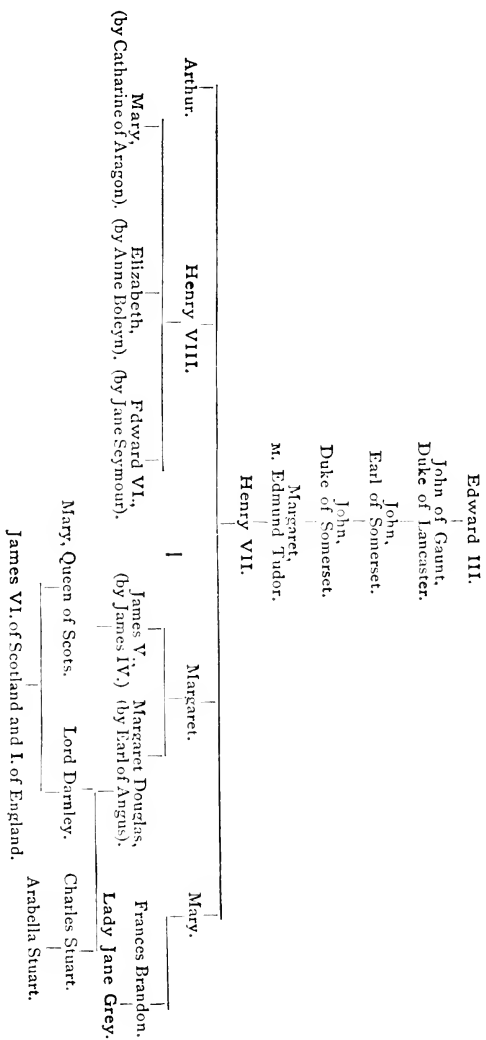 Edward III.
John of Gaunt,
Duke of Lancaster.
John,
Earl of Somerset.
John,
Duke of Somerset.
Margaret,
M. Edmund Tudor.
Henry VII.
Arthur.
Henry VIII.
Margaret.
Mary.
Mary,
(by Catharine of Aragon).
Elizabeth,
(by Anne Boleyn).
Edward VI.,
(by Jane Seymour).
James V.,
(by James IV.)
Margaret Douglas,
(by Earl of Angus).
Frances Brandon.
Lady Jane Grey.
Mary, Queen of Scots.
Lord Darnley.
Charles Stuart.
James VI. of Scotland and I. of England.
Arabella Stuart.